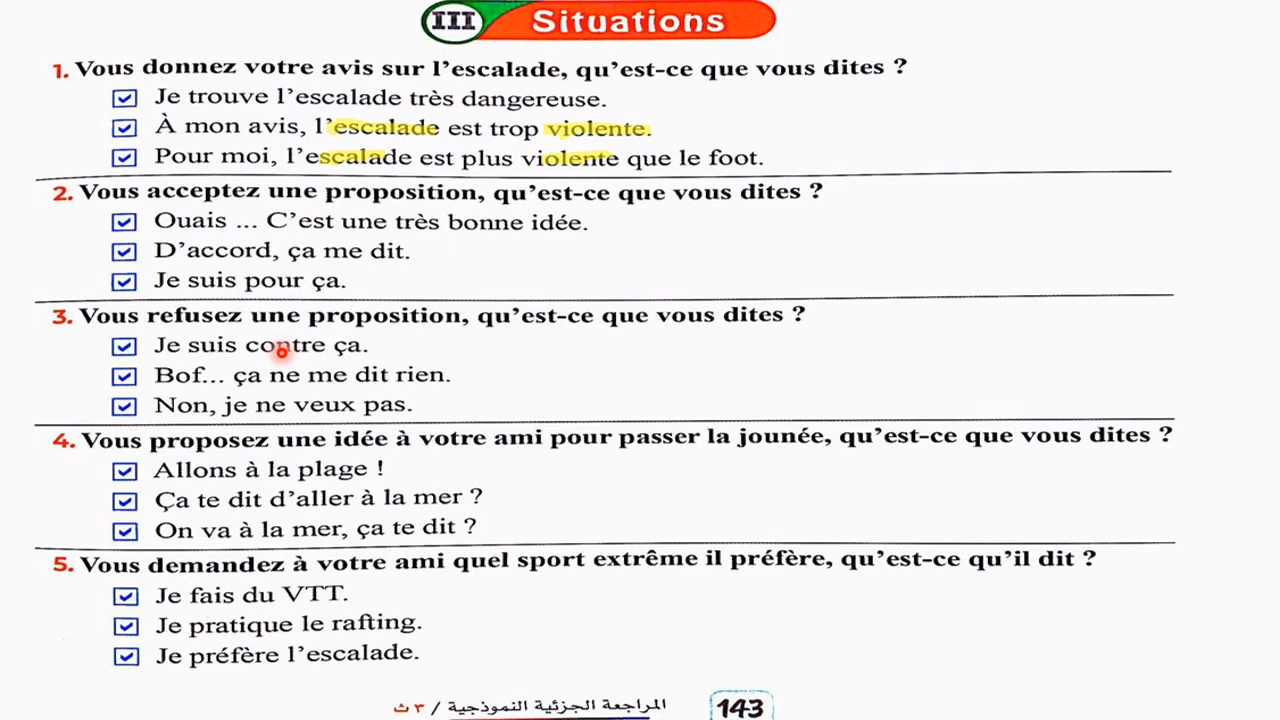 III Situations
1. Vous donnez votre avis sur l'escalade, qu'est-ce que vous dites ?
Je trouve l'escalade très dangereuse.
À mon avis, l'escalade est trop violente.
Pour moi, l'escalade est plus violente que le foot.
2. Vous acceptez une proposition, qu'est-ce que vous dites ?
Ouais ... C'est une très bonne idée.
D'accord, ça me dit.
Je suis pour ça.
3. Vous refusez une proposition, qu'est-ce que vous dites ?
Je suis contre ça.
Bof... ça ne me dit rien.
Non, je ne veux pas.
4. Vous proposez une idée à votre ami pour passer la jounée, qu'est-ce que vous dites ?
Allons à la plage !
Ça te dit d'aller à la mer ?
On va à la mer, ça te dit ?
5. Vous demandez à votre ami quel sport extrême il préfère, qu'est-ce qu'il dit ?
Je fais du VTT.
Je pratique le rafting.
Je préfère l'escalade.
المراجعة الجزئية النموذجية / ٣ ث
143